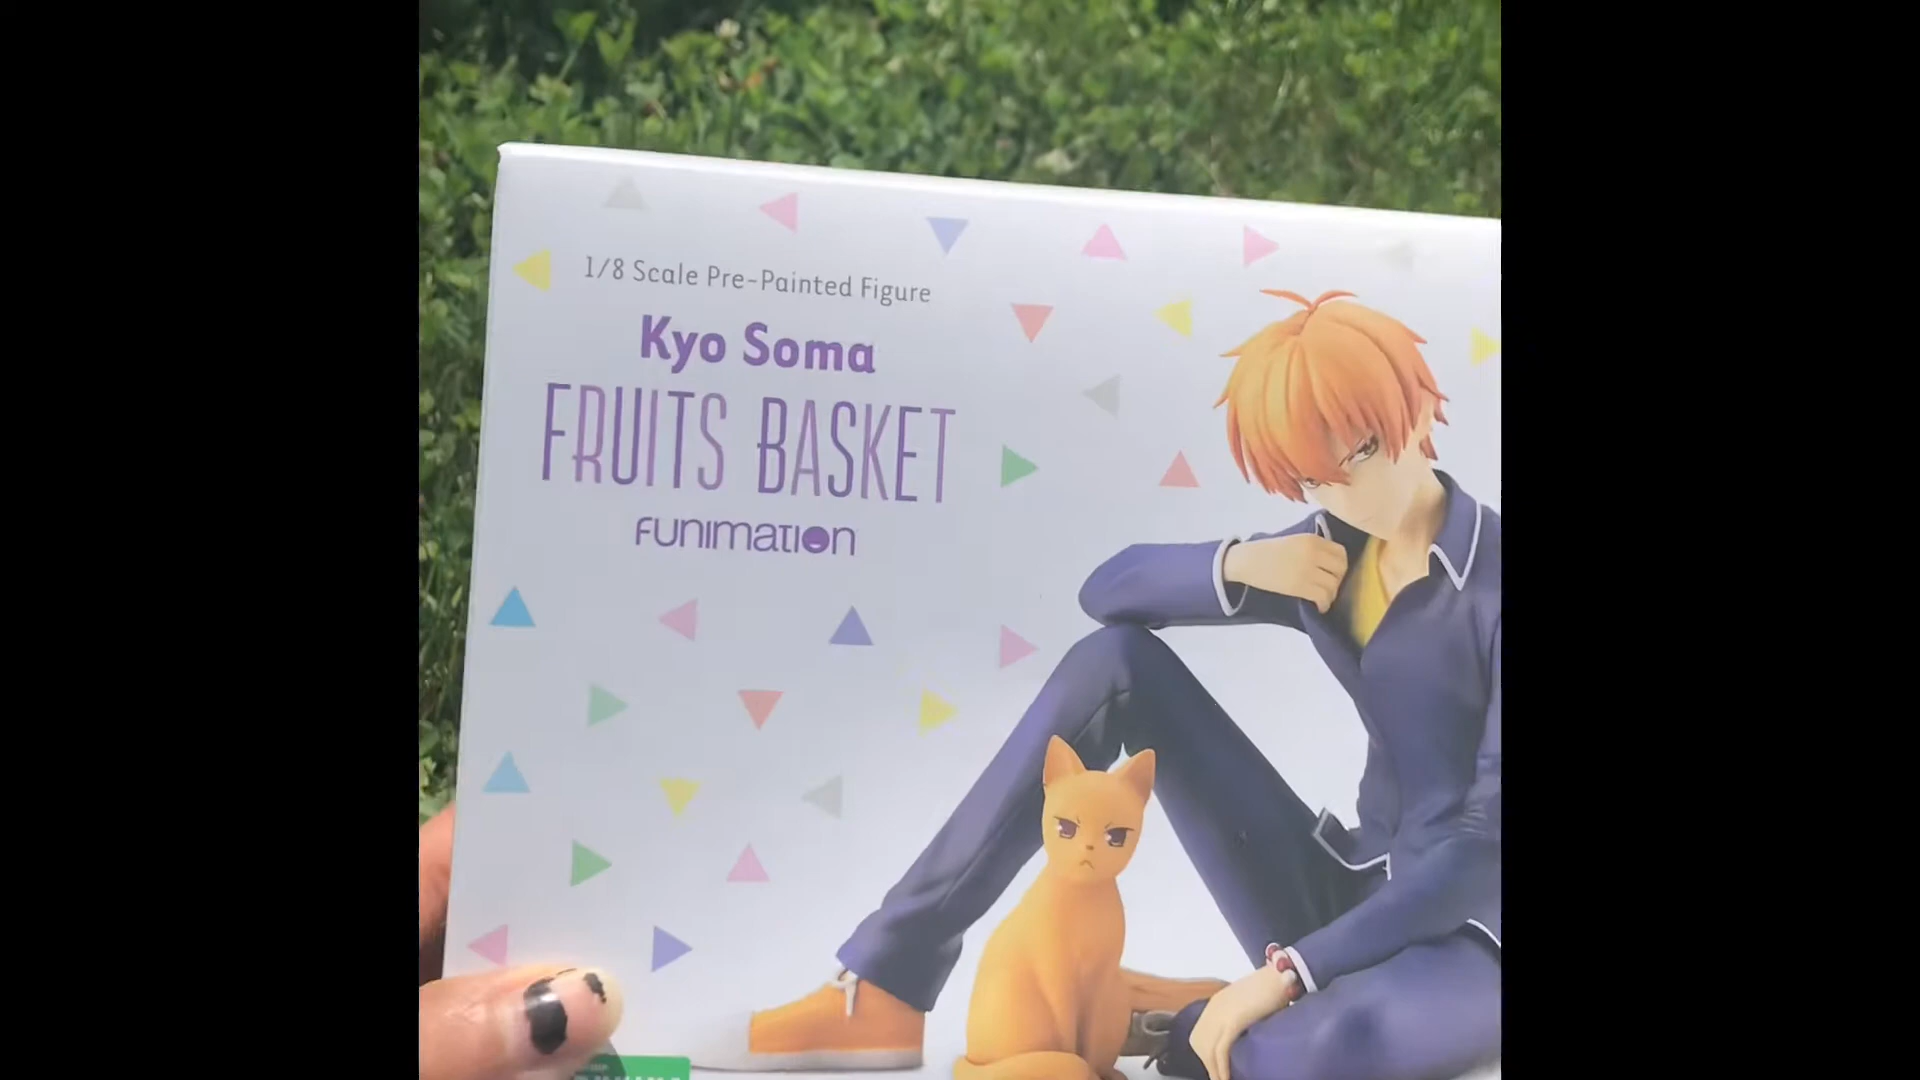 1/8 Scale Pre-Painted Figure
Kyo Soma
FRUITS BASKET
FUNIMATION